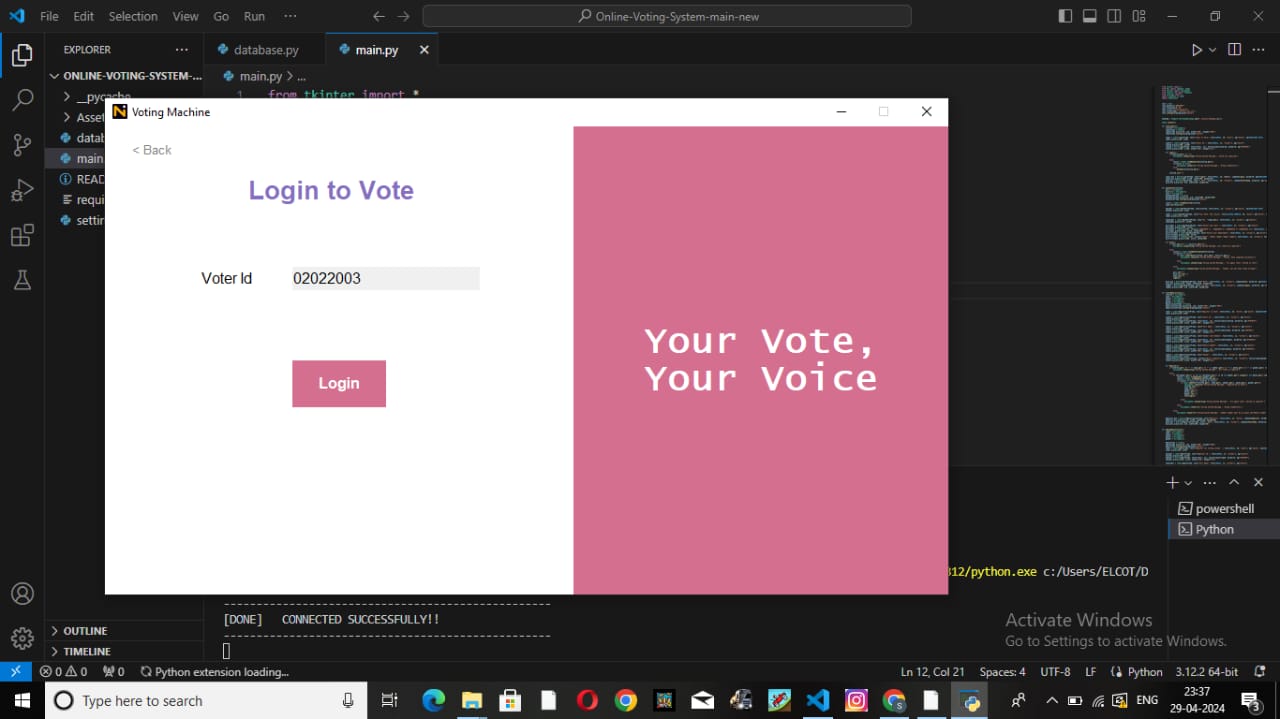 File Edit Selection View Go Run ··· Online-Voting-System-main-new
EXPLORER ··· database.py main.py
ONLINE-VOTING-SYSTEM-... main.py > ...
__pycache 1 from tkinter import *
Asset
datab
main
READ
requi
settin
Voting Machine
< Back
Login to Vote
Voter Id 02022003
Login
Your Vote,
Your Voice
powershell
Python
312/python.exe c:/Users/ELCOT/D
[DONE] CONNECTED SUCCESSFULLY!!
OUTLINE
TIMELINE
Activate Windows
Go to Settings to activate Windows.
0 0 0 Python extension loading... Ln 12, Col 21 Spaces: 4 UTF-8 LF Python 3.12.2 64-bit
Type here to search ENG 23:37
29-04-2024 3